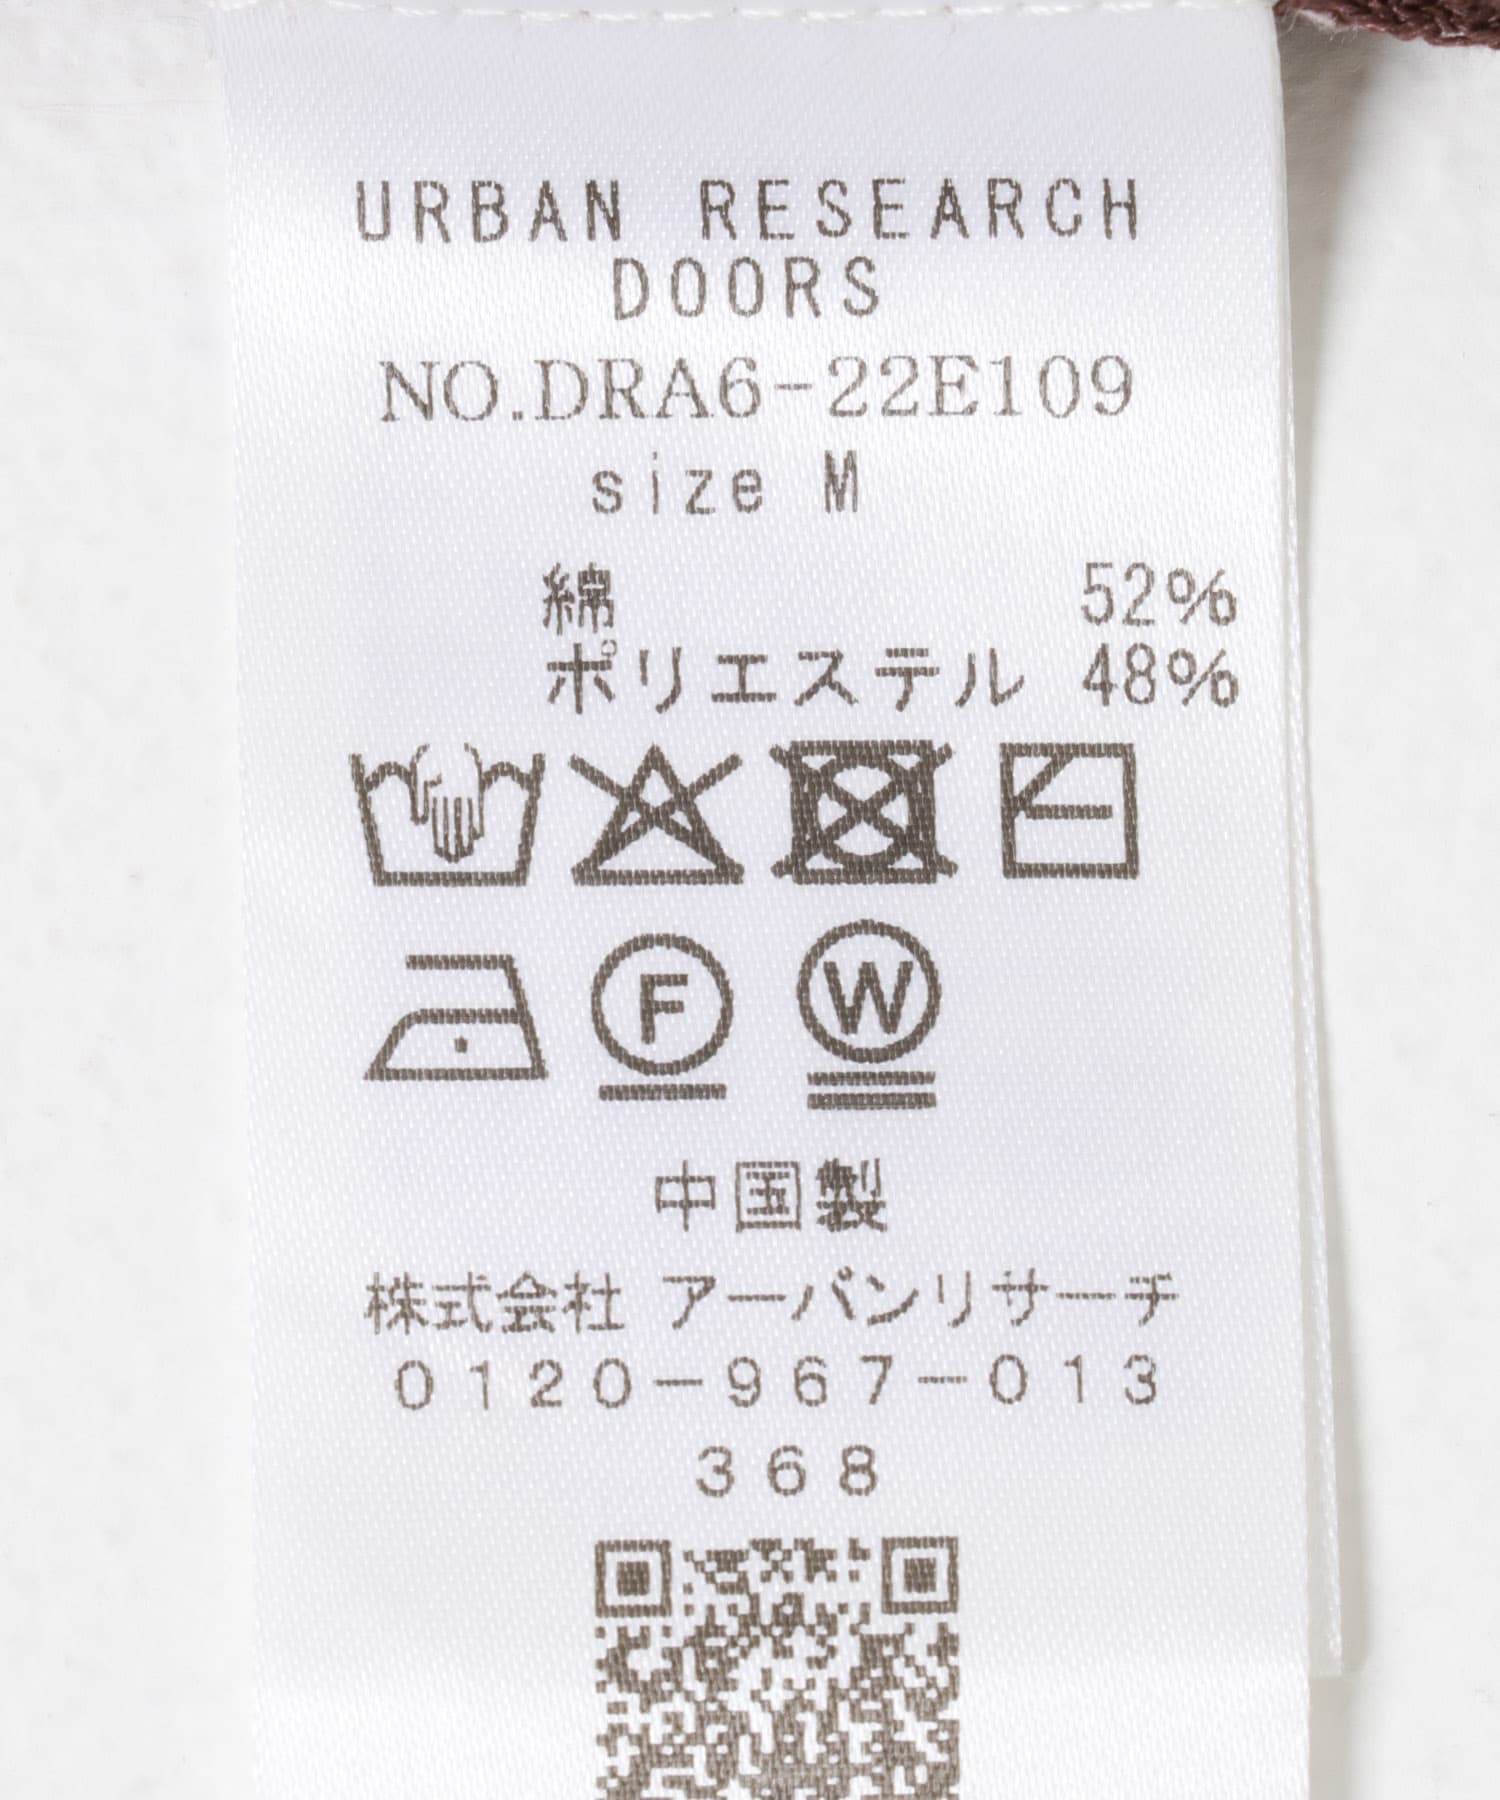 URBAN RESEARCH
DOORS
NO.DRA6-22E109
size M
綿 52%
ポリエステル 48%
F W
中国製
株式会社 アーバンリサーチ
0120-967-013
368